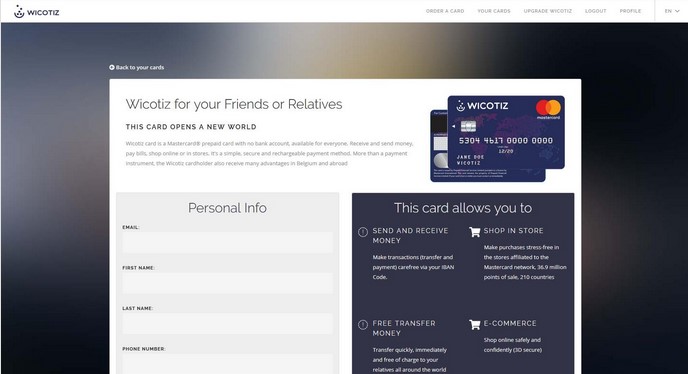 WICOTIZ
ORDER A CARD YOUR CARDS UPGRADE WICOTIZ LOGOUT PROFILE EN
Back to your cards
Wicotiz for your Friends or Relatives
THIS CARD OPENS A NEW WORLD
Wicotiz card is a Mastercard® prepaid card with no bank account, available for everyone. Receive and send money,
pay bills, shop online or in stores. It's a simple, secure and rechargeable payment method. More than a payment
instrument, the Wicotiz cardholder also receive many advantages in Belgium and abroad
WICOTIZ
mastercard
5304 4617 0000 0000
12/20
JANE DOE
WICOTIZ
Personal Info
EMAIL:
FIRST NAME:
LAST NAME:
PHONE NUMBER:
This card allows you to
SEND AND RECEIVE
MONEY
Make transactions (transfer and
payment) carefree via your IBAN
Code.
SHOP IN STORE
Make purchases stress-free in
the stores affiliated to the
Mastercard network, 36.9 million
points of sale, 210 countries
FREE TRANSFER
MONEY
Transfer quickly, immediately
and free of charge to your
relatives all around the world
E-COMMERCE
Shop online safely and
confidently (3D secure)